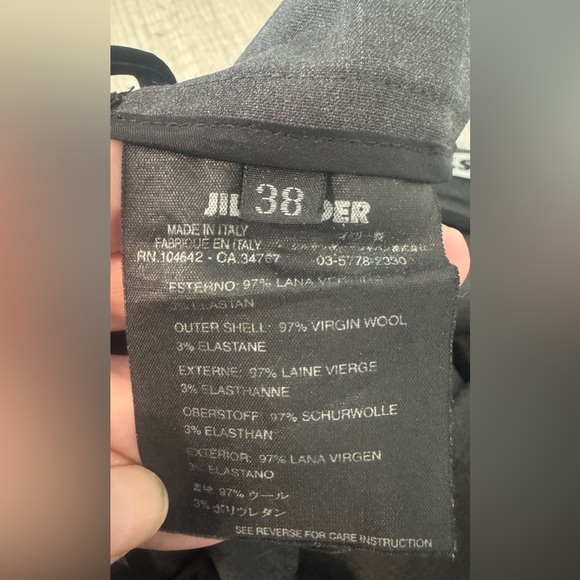 38
MADE IN ITALY
FABRIQUE EN ITALY
RN.104642 - CA.34767 03-5778-2390
ESTERNO: 97% LANA
3% ELASTAN
OUTER SHELL: 97% VIRGIN WOOL
3% ELASTANE
EXTERNE: 97% LAINE VIERGE
3% ELASTHANNE
OBERSTOFF: 97% SCHURWOLLE
3% ELASTHAN
EXTERIOR: 97% LANA VIRGEN
3% ELASTANO
97% ウール
3% ポリウレタン
SEE REVERSE FOR CARE INSTRUCTION